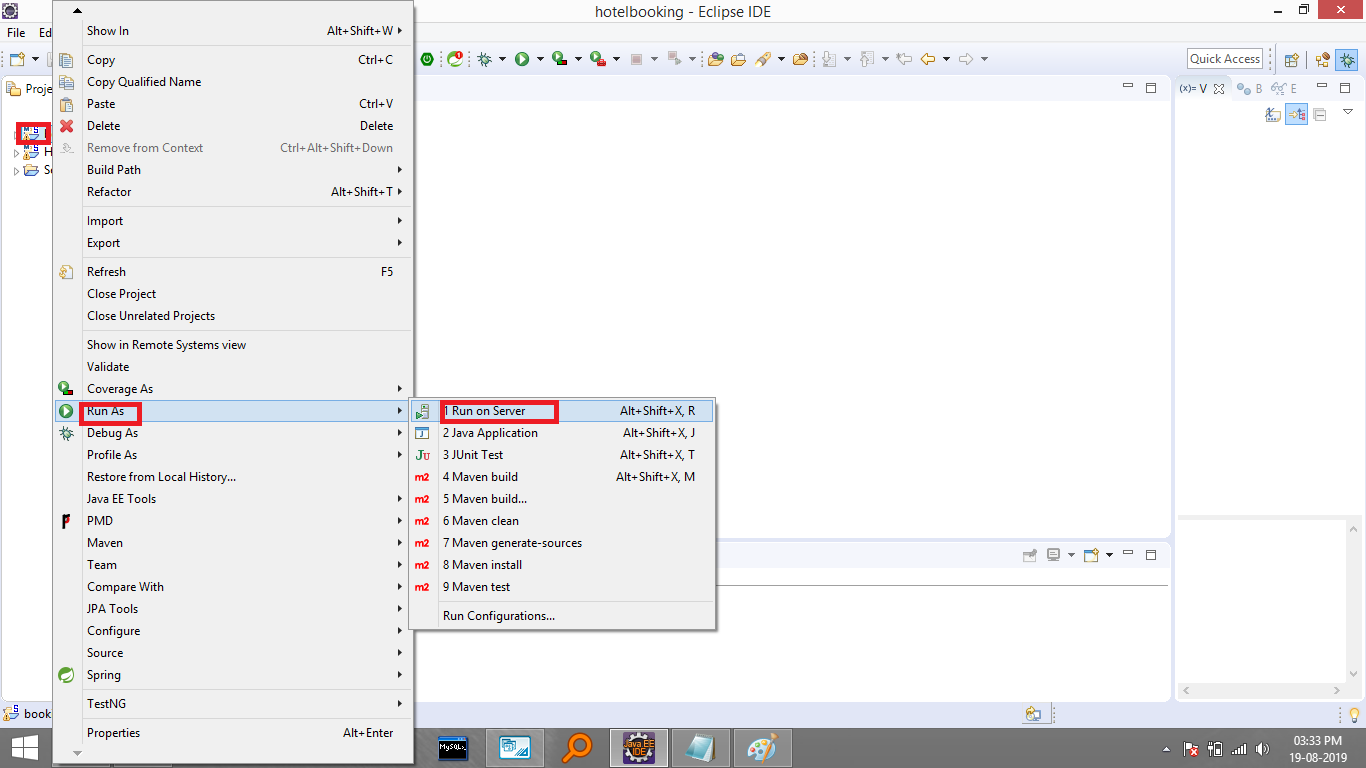 hotelbooking - Eclipse IDE
File Ed
Quick Access
Proje
(x)= V B E
H
Se
Show In Alt+Shift+W
Copy Ctrl+C
Copy Qualified Name
Paste Ctrl+V
Delete Delete
Remove from Context Ctrl+Alt+Shift+Down
Build Path
Refactor Alt+Shift+T
Import
Export
Refresh F5
Close Project
Close Unrelated Projects
Show in Remote Systems view
Validate
Coverage As
Run As
Debug As
Profile As
Restore from Local History...
Java EE Tools
PMD
Maven
Team
Compare With
JPA Tools
Configure
Source
Spring
TestNG
Properties Alt+Enter
1 Run on Server Alt+Shift+X, R
2 Java Application Alt+Shift+X, J
3 JUnit Test Alt+Shift+X, T
m2 4 Maven build Alt+Shift+X, M
m2 5 Maven build...
m2 6 Maven clean
m2 7 Maven generate-sources
m2 8 Maven install
m2 9 Maven test
Run Configurations...
book
MySQL
Java EE
IDE
03:33 PM
19-08-2019